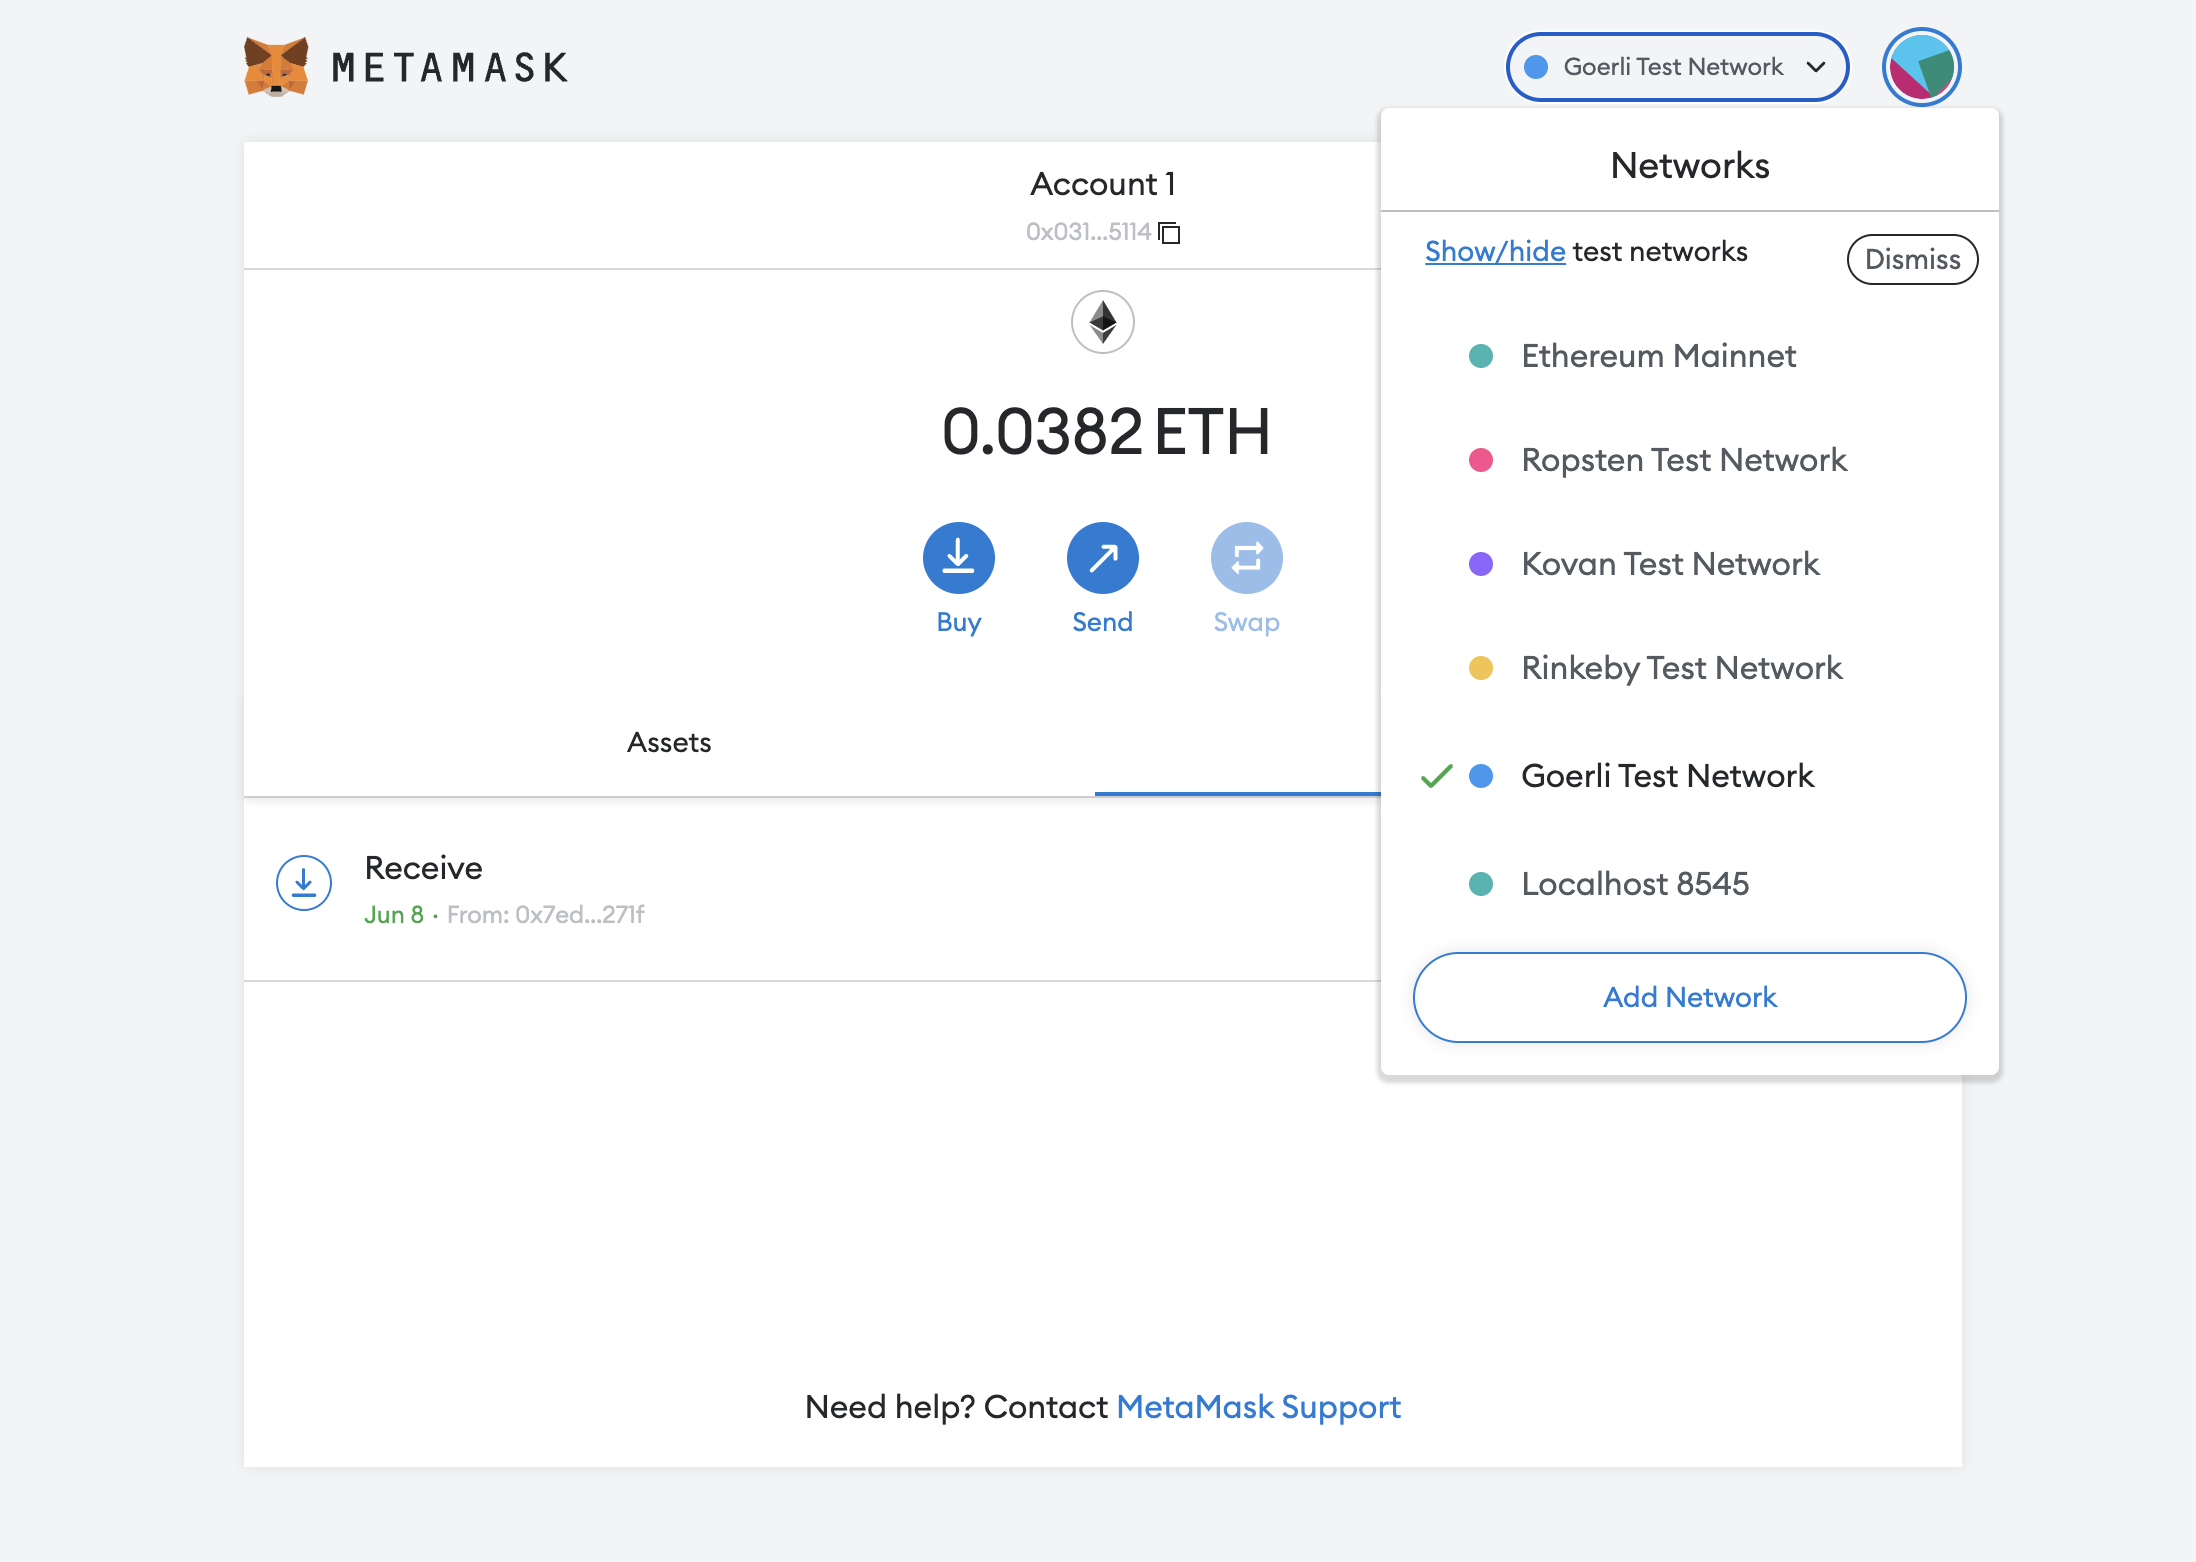 METAMASK
Goerli Test Network
Account 1
0x031...5114
0.0382 ETH
Buy
Send
Swap
Assets
Receive
Jun 8 · From: 0x7ed...271f
Networks
Show/hide test networks
Dismiss
Ethereum Mainnet
Ropsten Test Network
Kovan Test Network
Rinkeby Test Network
Goerli Test Network
Localhost 8545
Add Network
Need help? Contact MetaMask Support